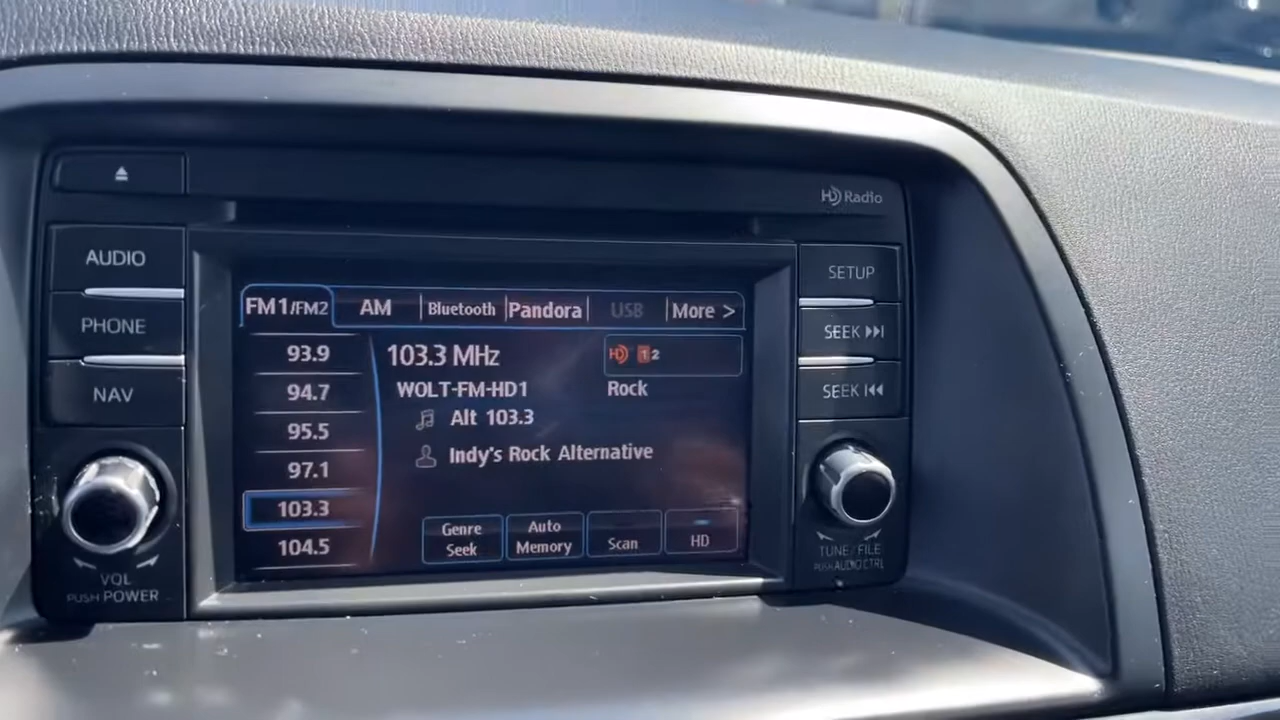 HD Radio
AUDIO
PHONE
NAV
VOL
PUSH POWER
FM1/FM2 AM Bluetooth Pandora USB More >
93.9
94.7
95.5
97.1
103.3
104.5
103.3 MHz
HD 1 2
WOLT-FM-HD1
Rock
Alt 103.3
Indy's Rock Alternative
Genre Seek
Auto Memory
Scan
HD
SETUP
SEEK
SEEK
TUNE/FILE
PUSH AUDIO CTRL